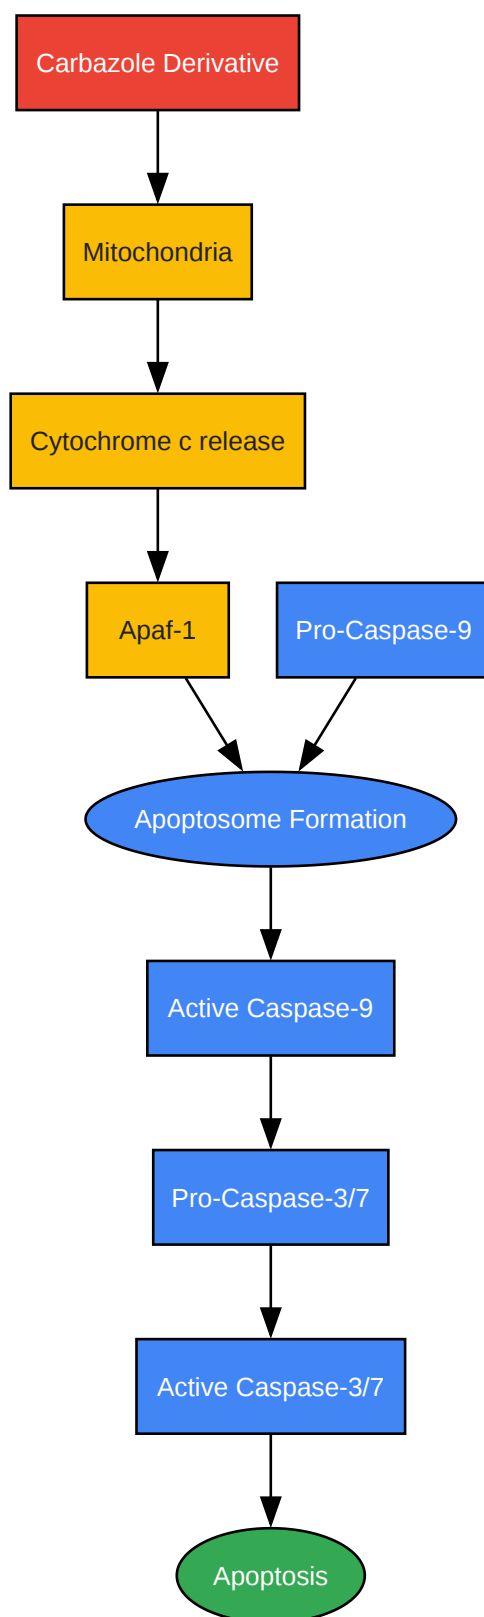 Carbazole Derivative
Mitochondria
Cytochrome c release
Apaf-1
Pro-Caspase-9
Apoptosome Formation
Active Caspase-9
Pro-Caspase-3/7
Active Caspase-3/7
Apoptosis